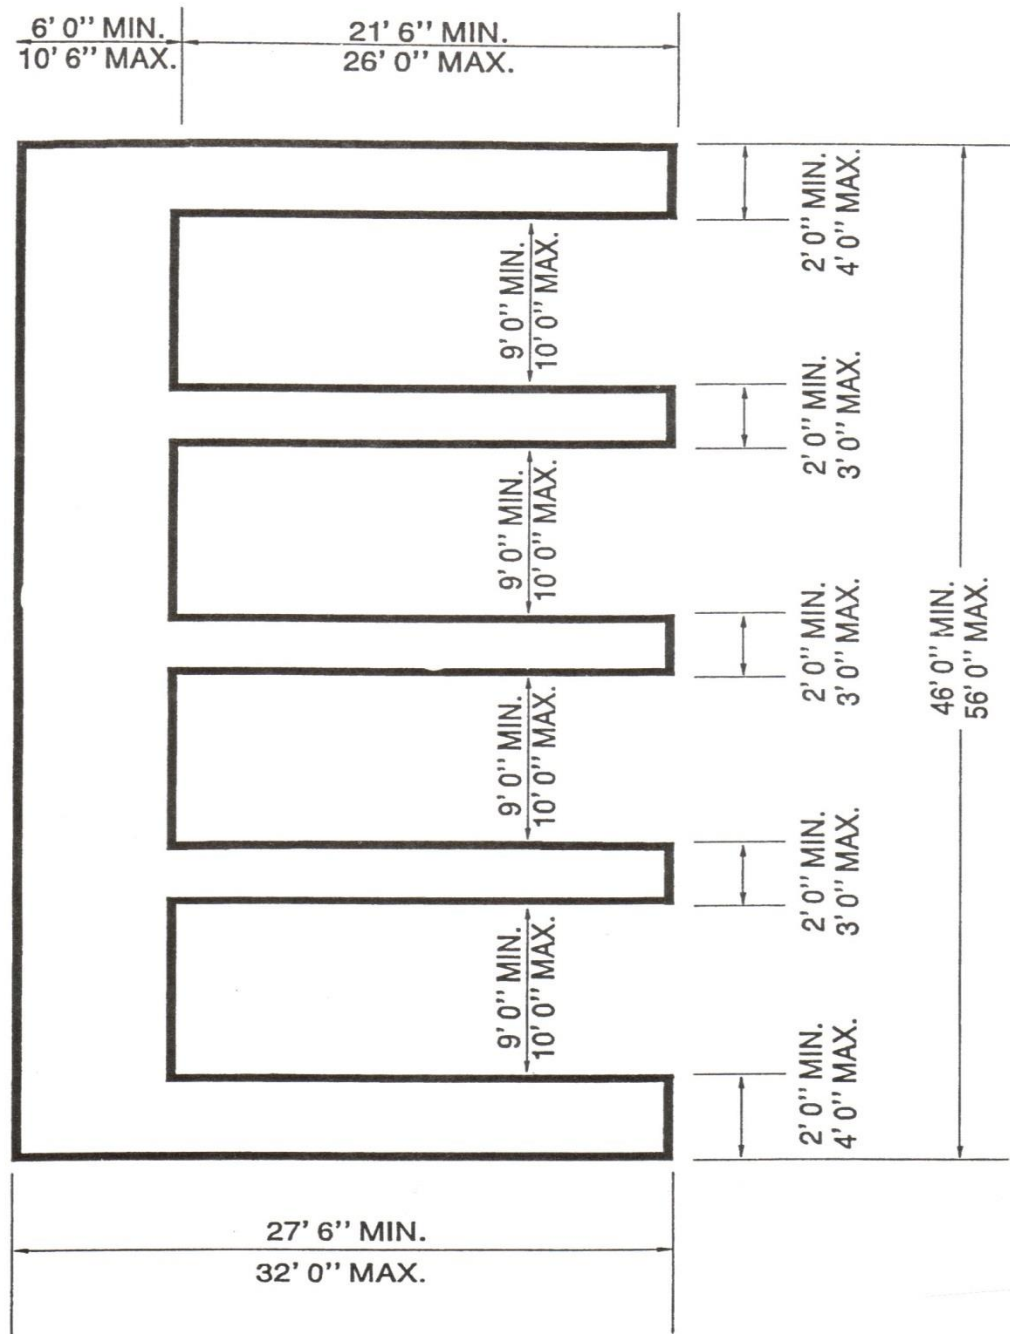 6' 0" MIN.
10' 6" MAX.
21' 6" MIN.
26' 0" MAX.
2' 0" MIN.
4' 0" MAX.
9' 0" MIN.
10' 0" MAX.
2' 0" MIN.
3' 0" MAX.
9' 0" MIN.
10' 0" MAX.
2' 0" MIN.
3' 0" MAX.
46' 0" MIN.
56' 0" MAX.
9' 0" MIN.
10' 0" MAX.
2' 0" MIN.
3' 0" MAX.
9' 0" MIN.
10' 0" MAX.
2' 0" MIN.
4' 0" MAX.
27' 6" MIN.
32' 0" MAX.